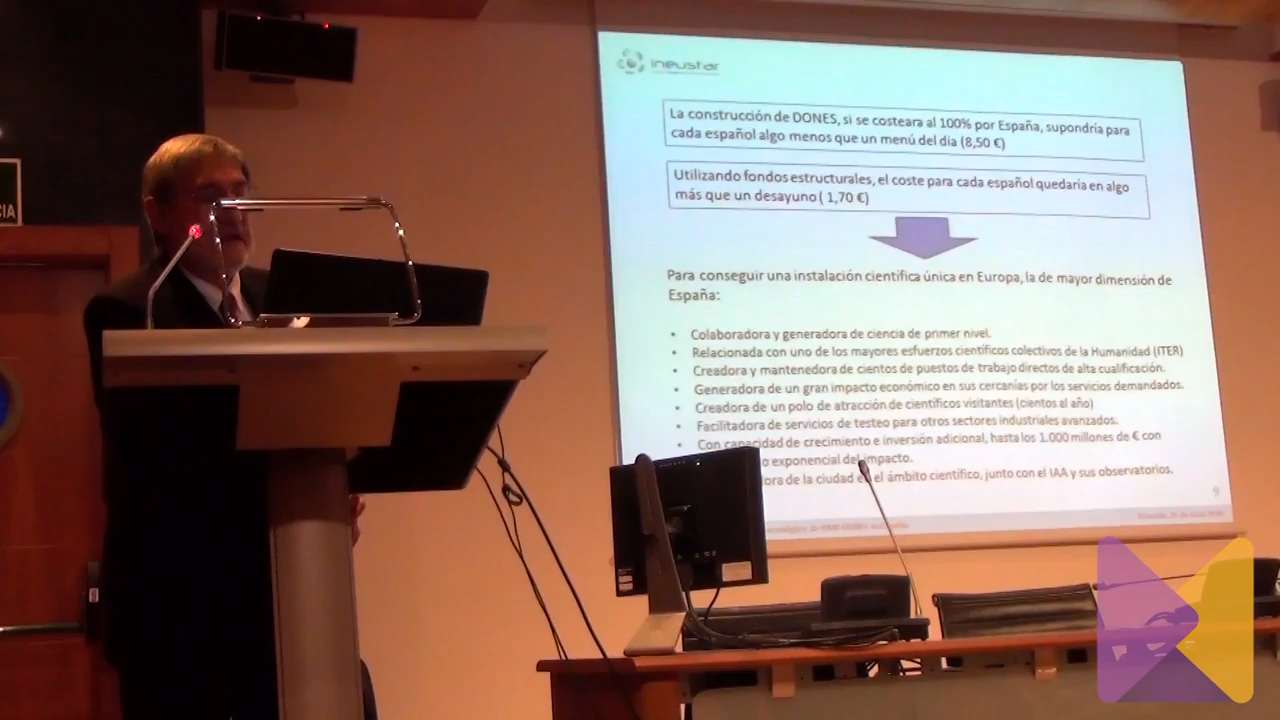 CIA
ineustar
La construcción de DONES, si se costeara al 100% por España, supondría para
cada español algo menos que un menú del día (8,50 €)
Utilizando fondos estructurales, el coste para cada español quedaría en algo
más que un desayuno ( 1,70 €)
Para conseguir una instalación científica única en Europa, la de mayor dimensión de
España:
• Colaboradora y generadora de ciencia de primer nivel.
• Relacionada con uno de los mayores esfuerzos científicos colectivos de la Humanidad (ITER)
• Creadora y mantenedora de cientos de puestos de trabajo directos de alta cualificación.
• Generadora de un gran impacto económico en sus cercanías por los servicios demandados.
• Creadora de un polo de atracción de científicos visitantes (cientos al año)
• Facilitadora de servicios de testeo para otros sectores industriales avanzados.
• Con capacidad de crecimiento e inversión adicional, hasta los 1.000 millones de € con
o exponencial del impacto.
ora de la ciudad en el ámbito científico, junto con el IAA y sus observatorios.
9